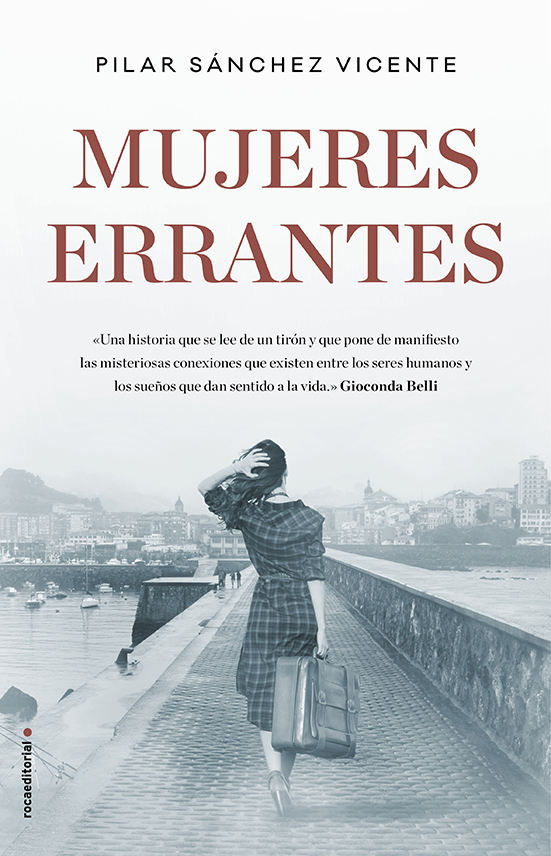 PILAR SÁNCHEZ VICENTE
MUJERES
ERRANTES
«Una historia que se lee de un tirón y que pone de manifiesto
las misteriosas conexiones que existen entre los seres humanos y
los sueños que dan sentido a la vida.» Gioconda Belli
rocaeditorial